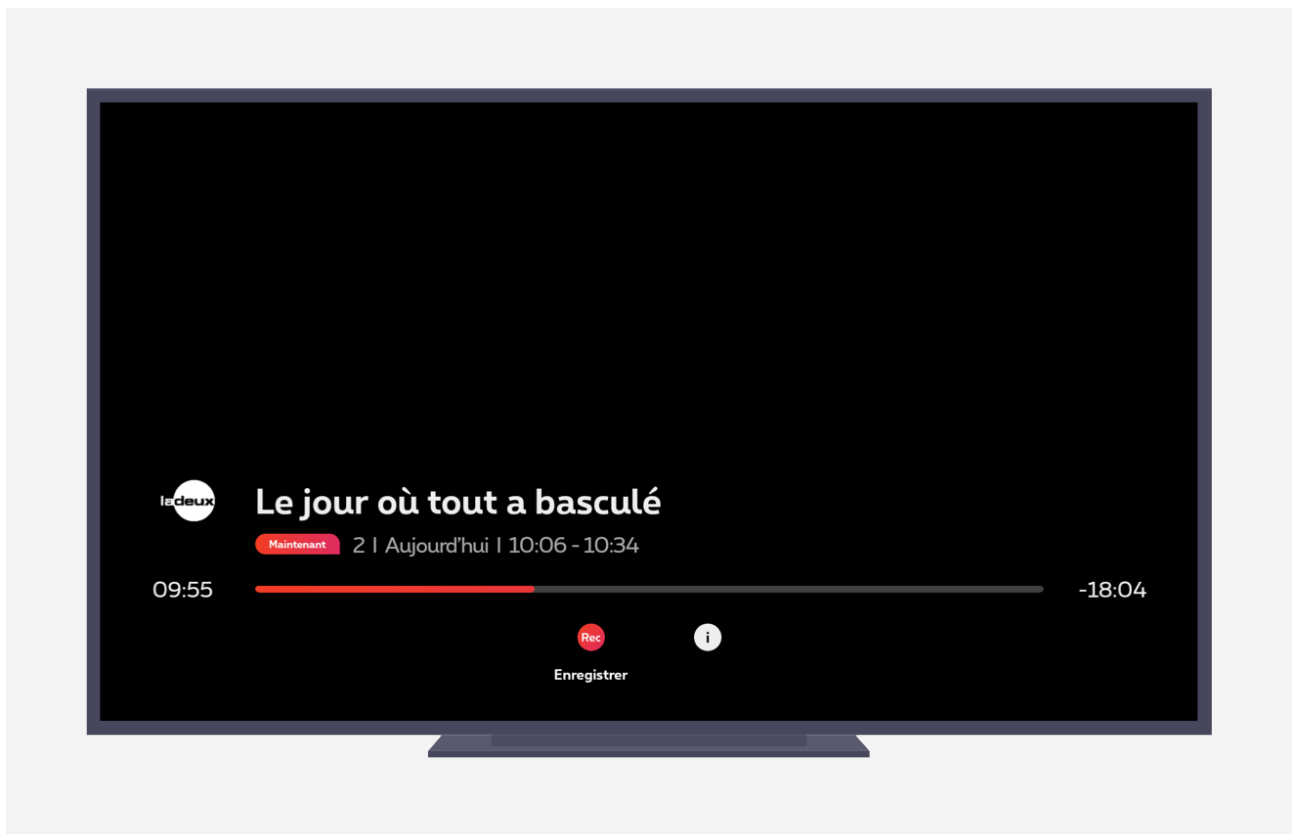 ladeux
Le jour où tout a basculé
Maintenant 2 | Aujourd'hui | 10:06 - 10:34
09:55 -18:04
Rec i
Enregistrer